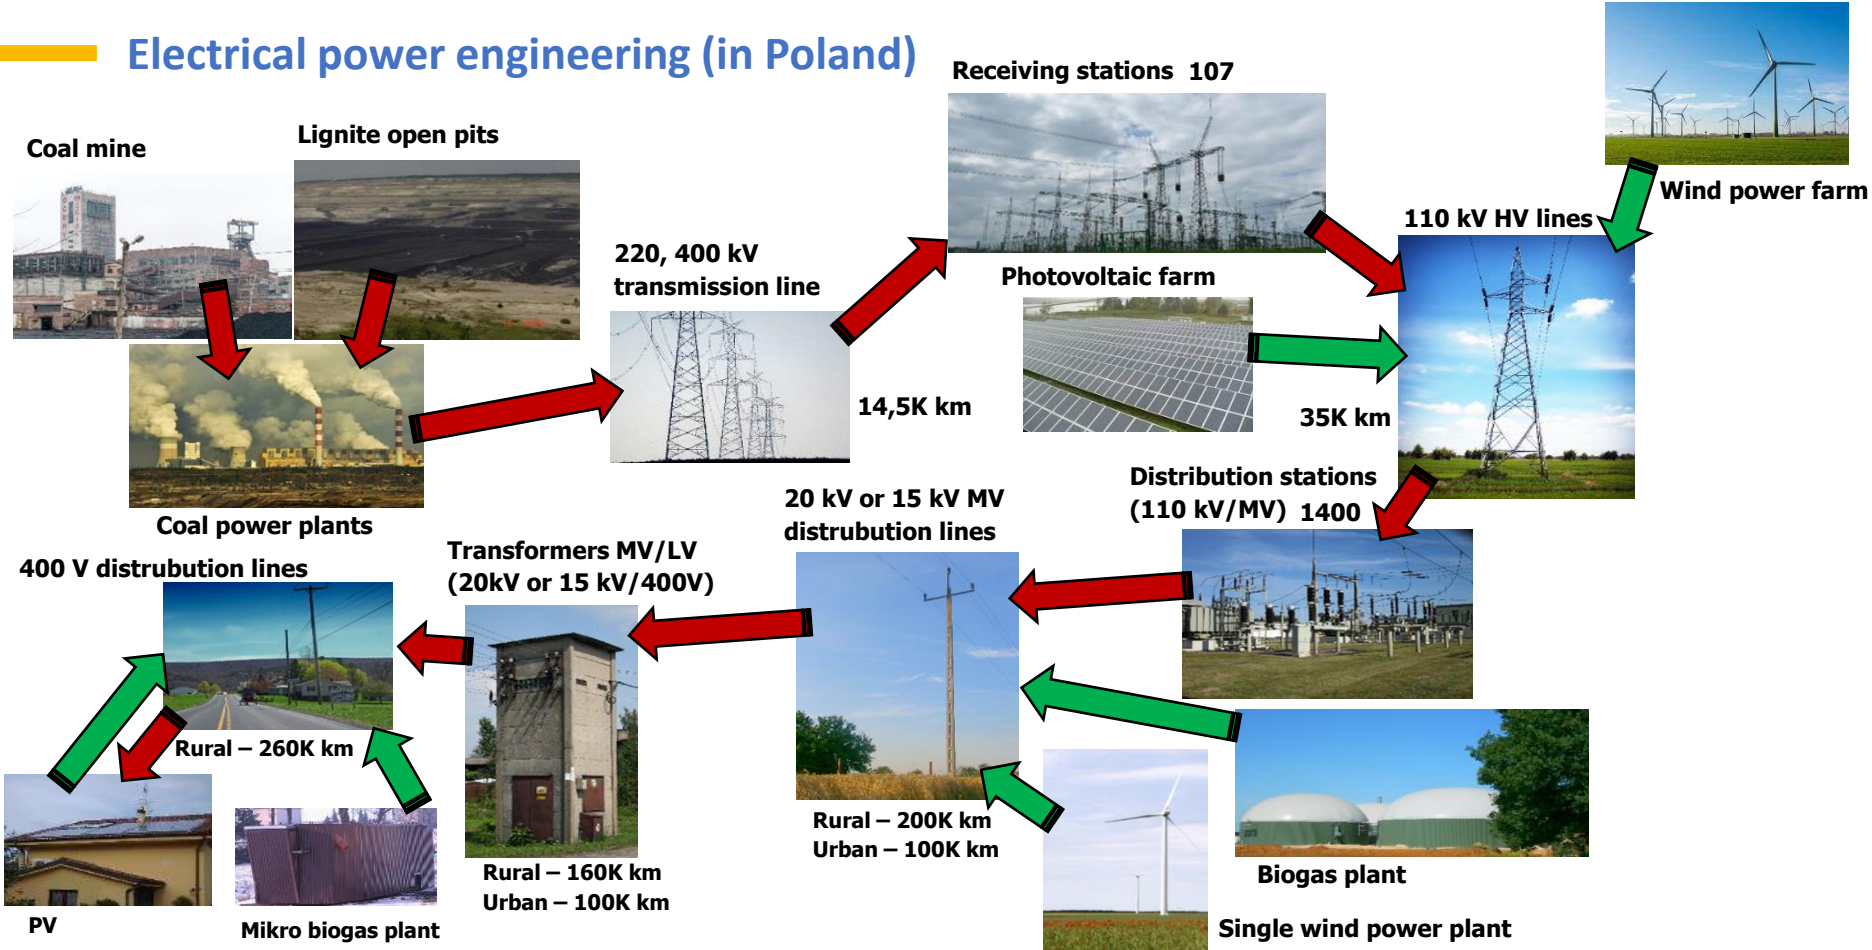 Electrical power engineering (in Poland)
Coal mine
Lignite open pits
Coal power plants
220, 400 kV
transmission line
14,5K km
Receiving stations 107
Photovoltaic farm
Wind power farm
110 kV HV lines
35K km
Distribution stations
(110 kV/MV) 1400
20 kV or 15 kV MV
distrubution lines
Rural – 200K km
Urban – 100K km
Biogas plant
Single wind power plant
Transformers MV/LV
(20kV or 15 kV/400V)
Rural – 160K km
Urban – 100K km
400 V distrubution lines
Rural – 260K km
PV
Mikro biogas plant